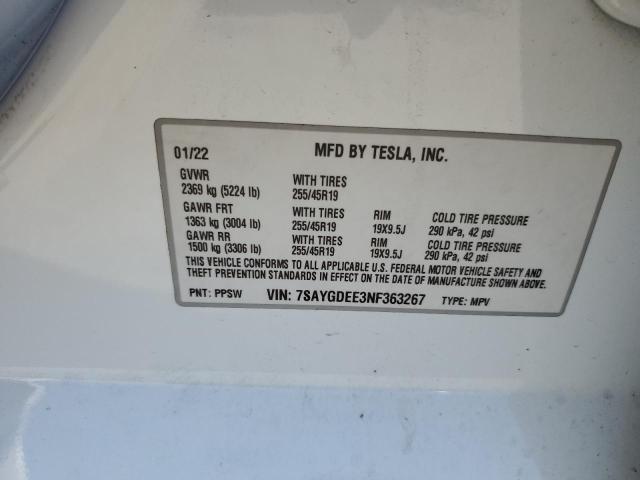 01/22 MFD BY TESLA, INC.
GVWR WITH TIRES
2369 kg (5224 lb) 255/45R19
GAWR FRT WITH TIRES RIM COLD TIRE PRESSURE
1363 kg (3004 lb) 255/45R19 19X9.5J 290 kPa, 42 psi
GAWR RR WITH TIRES RIM COLD TIRE PRESSURE
1500 kg (3306 lb) 255/45R19 19X9.5J 290 kPa, 42 psi
THIS VEHICLE CONFORMS TO ALL APPLICABLE U.S. FEDERAL MOTOR VEHICLE SAFETY AND
THEFT PREVENTION STANDARDS IN EFFECT ON THE DATE OF MANUFACTURE SHOWN ABOVE.
PNT: PPSW VIN: 7SAYGDEE3NF363267 TYPE: MPV